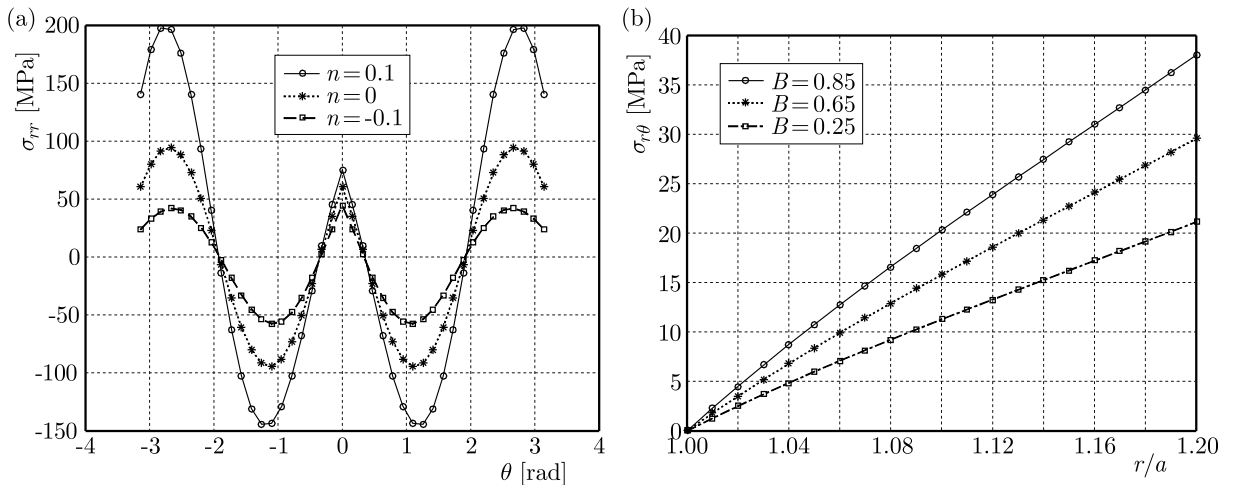 (a)
200
150
100
50
0
-50
-100
-150
σrr [MPa]
n = 0.1
n = 0
n = -0.1
-4 -3 -2 -1 0 1 2 3 4
θ [rad]
(b)
40
35
30
25
20
15
10
5
0
σrθ [MPa]
B = 0.85
B = 0.65
B = 0.25
1.00 1.04 1.08 1.12 1.16 1.20
r/a